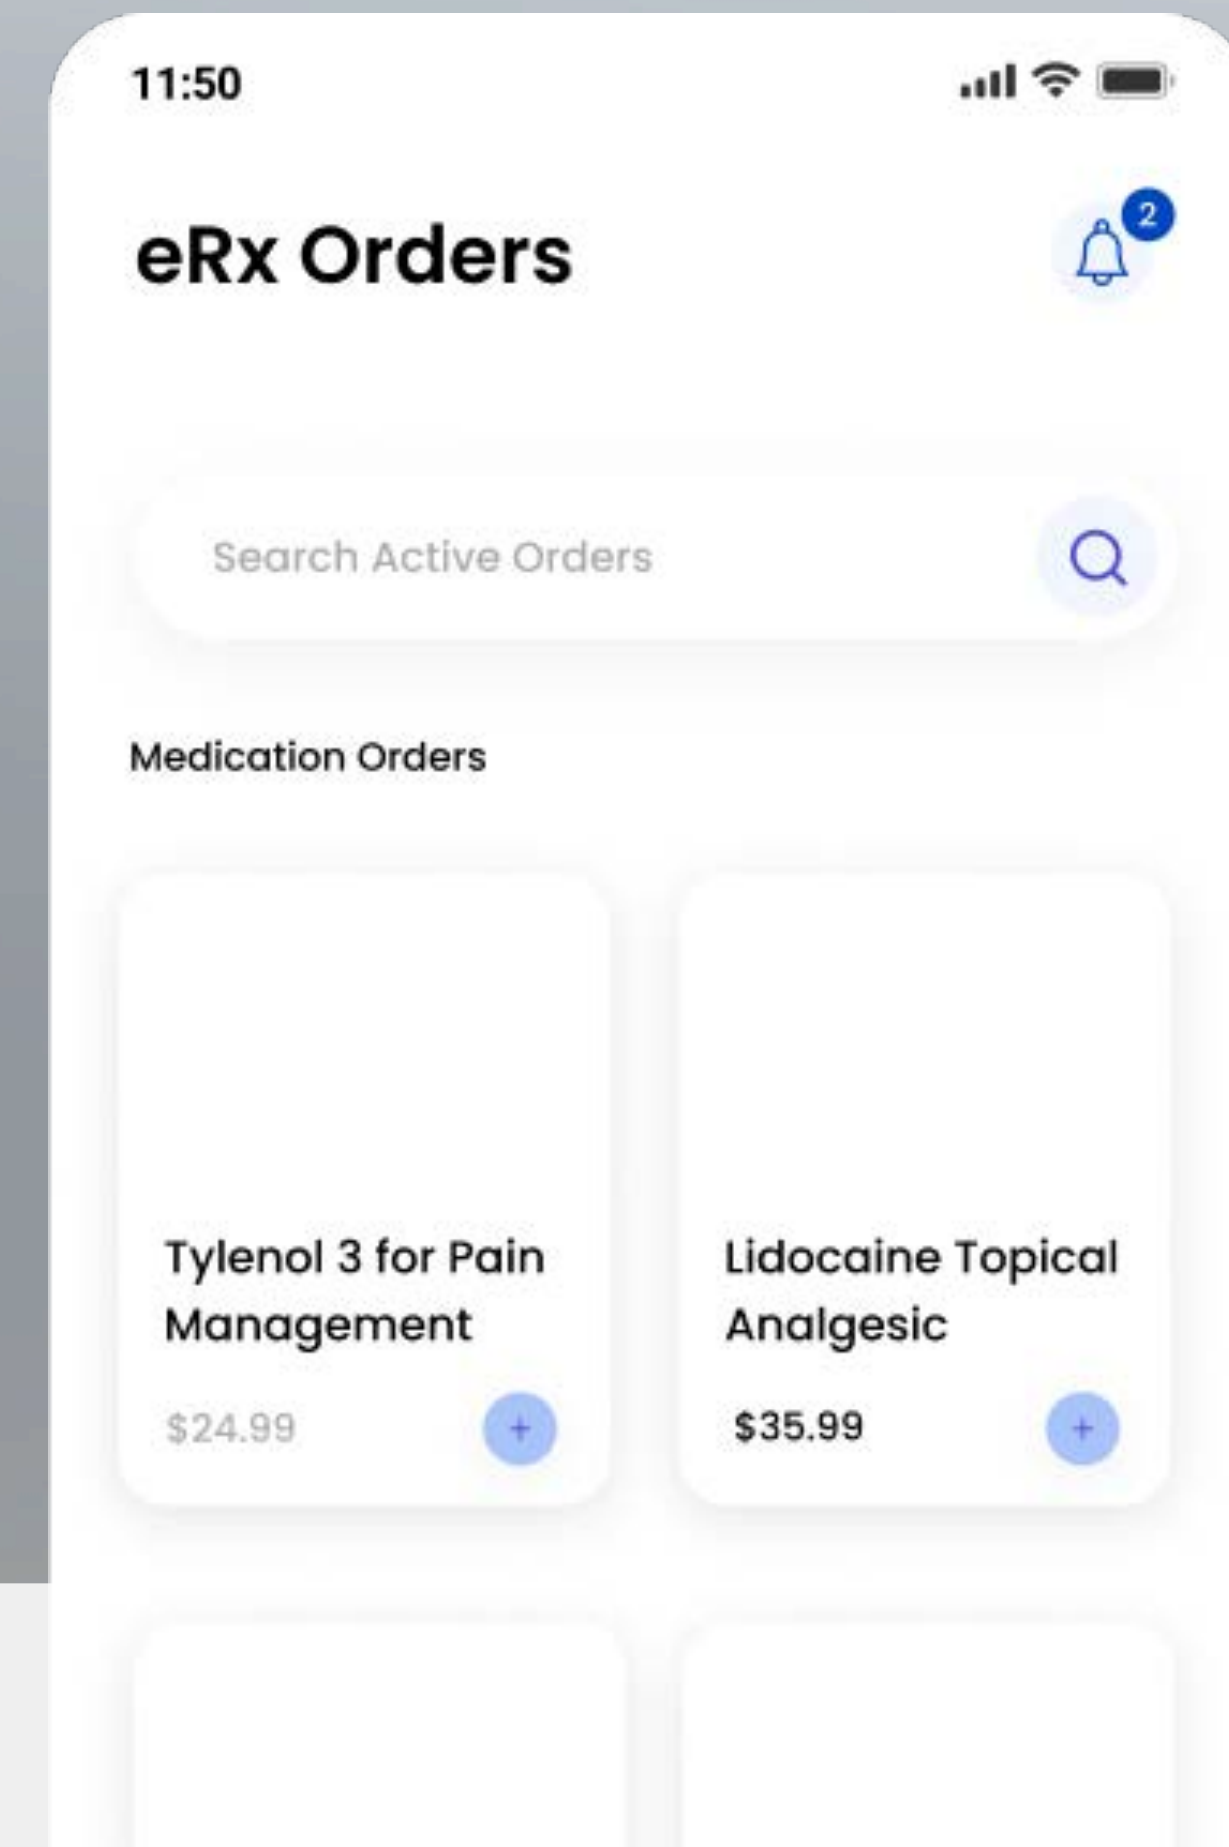 11:50
2
eRx Orders
Search Active Orders
Medication Orders
Tylenol 3 for Pain
Management
$24.99
+
Lidocaine Topical
Analgesic
$35.99
+